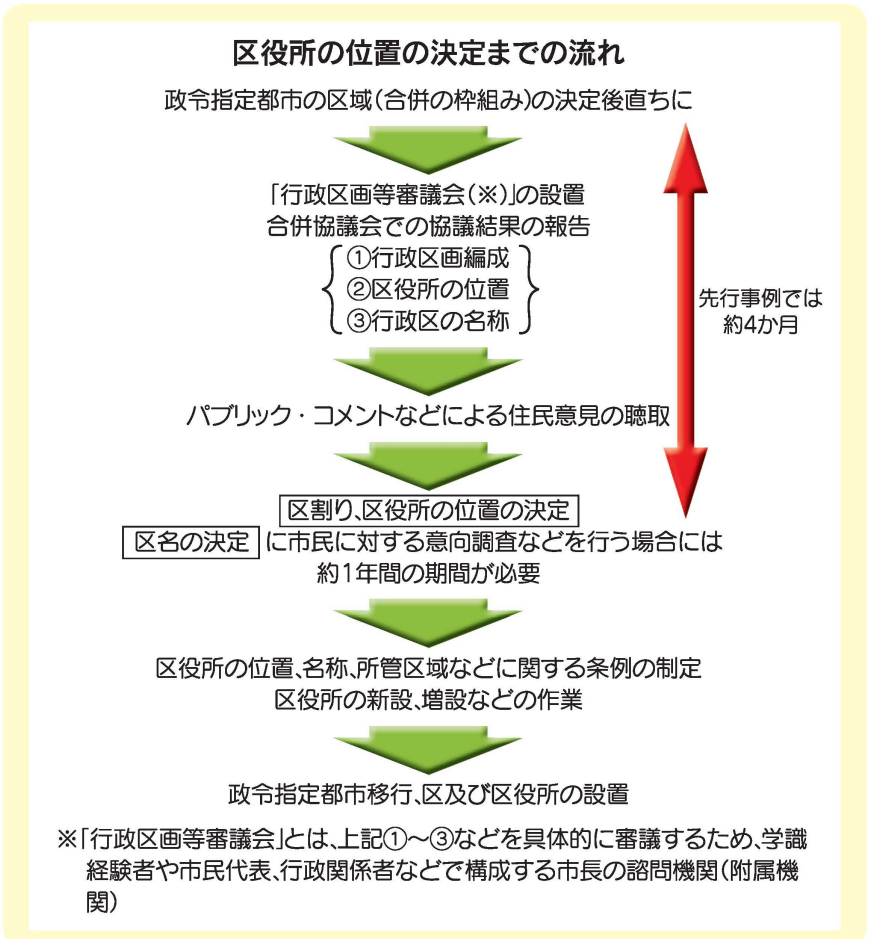 区役所の位置の決定までの流れ
政令指定都市の区域(合併の枠組み)の決定後直ちに
「行政区画等審議会(※)」の設置
合併協議会での協議結果の報告
①行政区画編成
②区役所の位置
③行政区の名称
先行事例では
約4か月
パブリック・コメントなどによる住民意見の聴取
区割り、区役所の位置の決定
区名の決定 に市民に対する意向調査などを行う場合には
約1年間の期間が必要
区役所の位置、名称、所管区域などに関する条例の制定
区役所の新設、増設などの作業
政令指定都市移行、区及び区役所の設置
※「行政区画等審議会」とは、上記①〜③などを具体的に審議するため、学識
経験者や市民代表、行政関係者などで構成する市長の諮問機関(附属機
関)